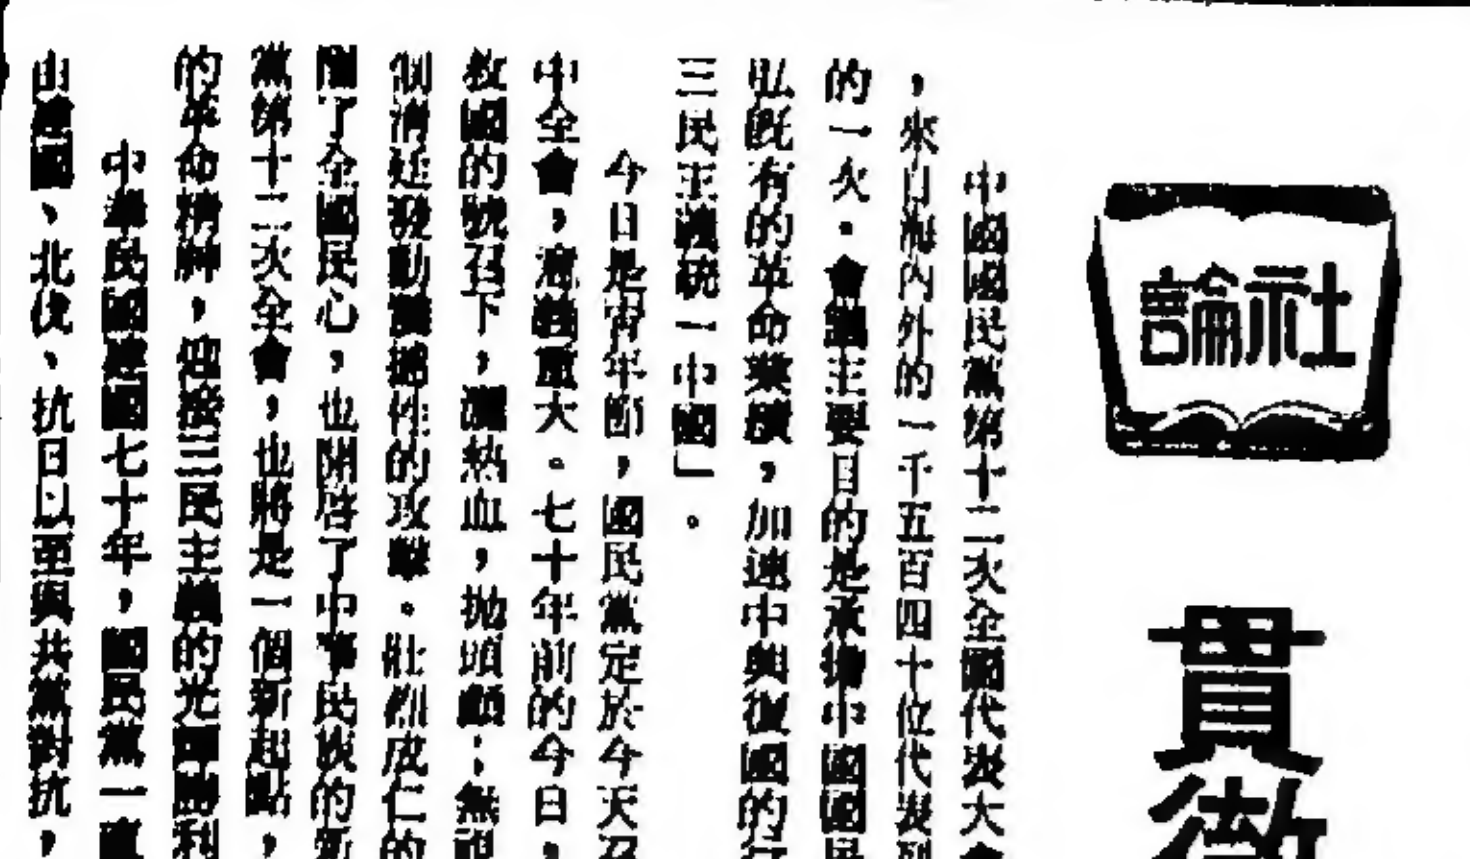 社論
貫徹
中國國民黨第十二次全國代表大會
，來自海內外的一千五百四十位代表列
的一次。會議主要目的是承擔中國國民
弘既有的革命業績，加速中興復國的行
三民主義統一中國」。
今日是青年節，國民黨定於今天召
中全會，意義重大。七十年前的今日，
救國的號召下，灑熱血，拋頭顱；無視
制清廷發動濺性的攻擊。壯烈成仁的
了全國民心，也開啓了中華民族的新
黨第十二次全會，也將是一個新起點，
的革命精神，迎接三民主義的光輝勝利
中華民國建國七十年，國民黨一直
由建國、北伐、抗日以至與共黨對抗，